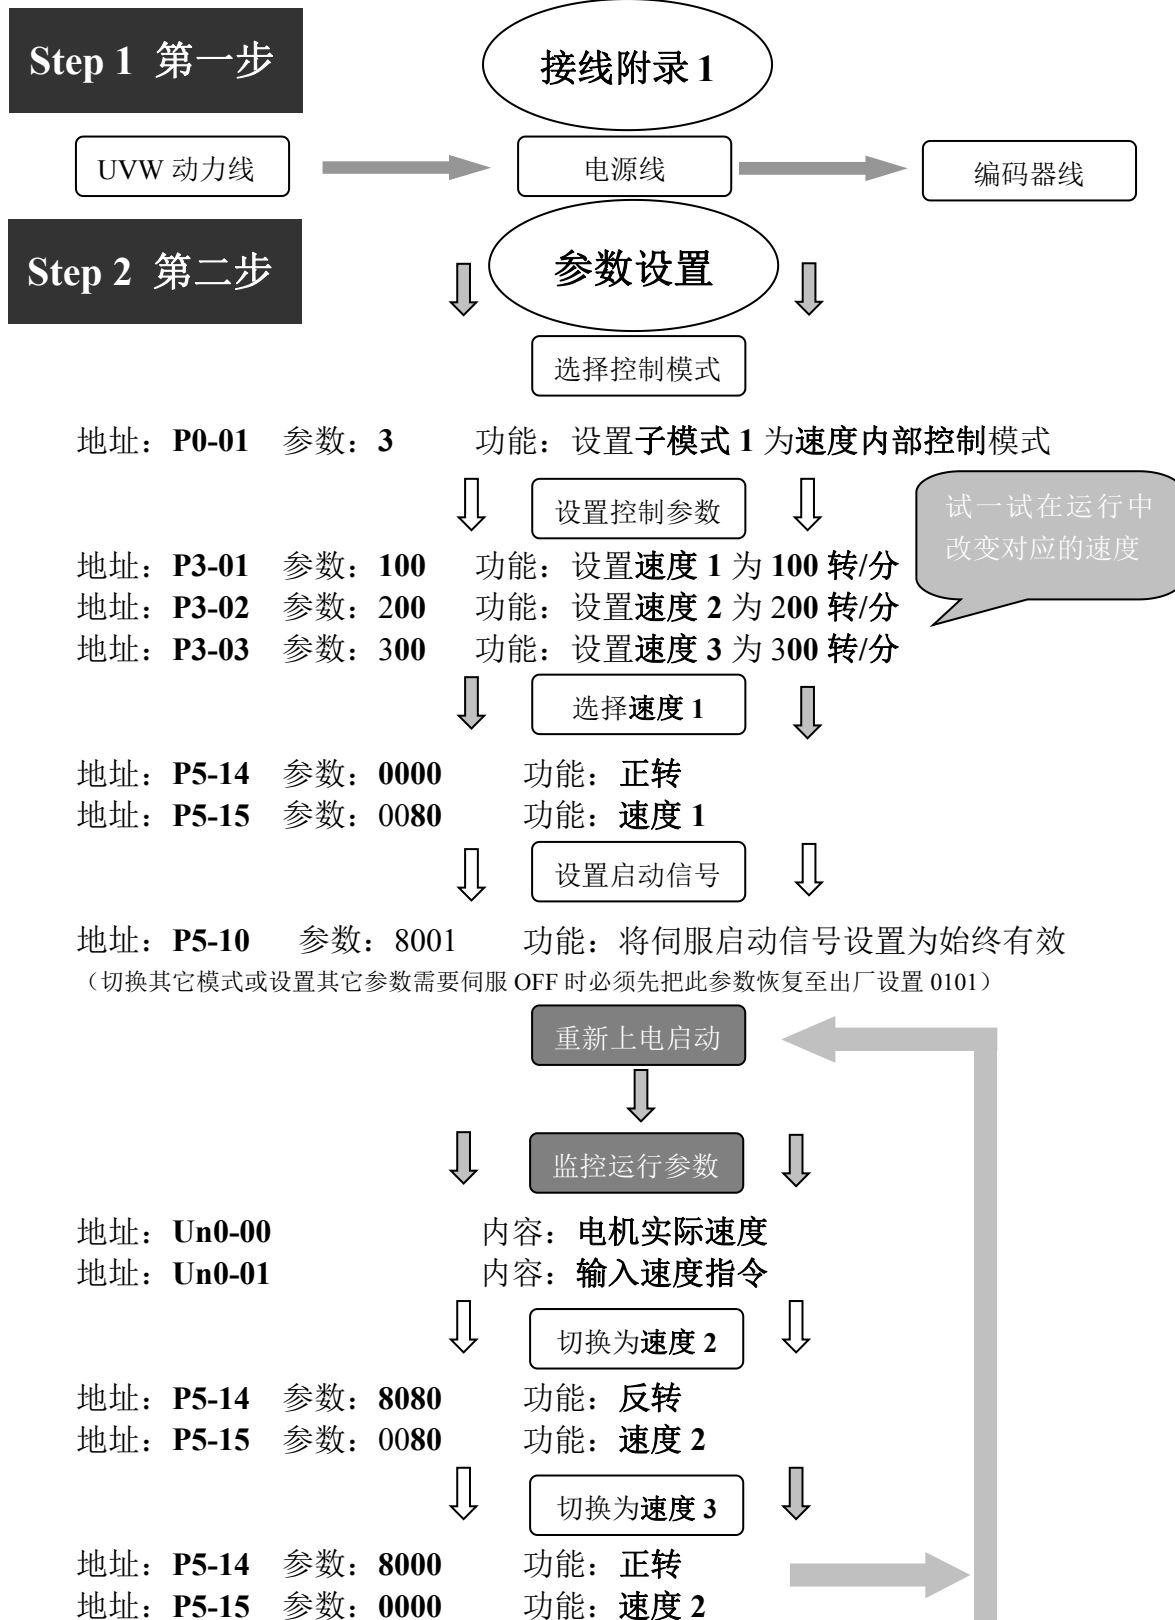 Step 1 第一步
接线附录 1
UVW 动力线
电源线
编码器线
Step 2 第二步
参数设置
选择控制模式
地址：P0-01 参数：3 功能：设置子模式 1 为速度内部控制模式
设置控制参数
试一试在运行中
改变对应的速度
地址：P3-01 参数：100 功能：设置速度 1 为 100 转/分
地址：P3-02 参数：200 功能：设置速度 2 为 200 转/分
地址：P3-03 参数：300 功能：设置速度 3 为 300 转/分
选择速度 1
地址：P5-14 参数：0000 功能：正转
地址：P5-15 参数：0080 功能：速度 1
设置启动信号
地址：P5-10 参数：8001 功能：将伺服启动信号设置为始终有效
（切换其它模式或设置其它参数需要伺服 OFF 时必须先把此参数恢复至出厂设置 0101）
重新上电启动
监控运行参数
地址：Un0-00 内容：电机实际速度
地址：Un0-01 内容：输入速度指令
切换为速度 2
地址：P5-14 参数：8080 功能：反转
地址：P5-15 参数：0080 功能：速度 2
切换为速度 3
地址：P5-14 参数：8000 功能：正转
地址：P5-15 参数：0000 功能：速度 2